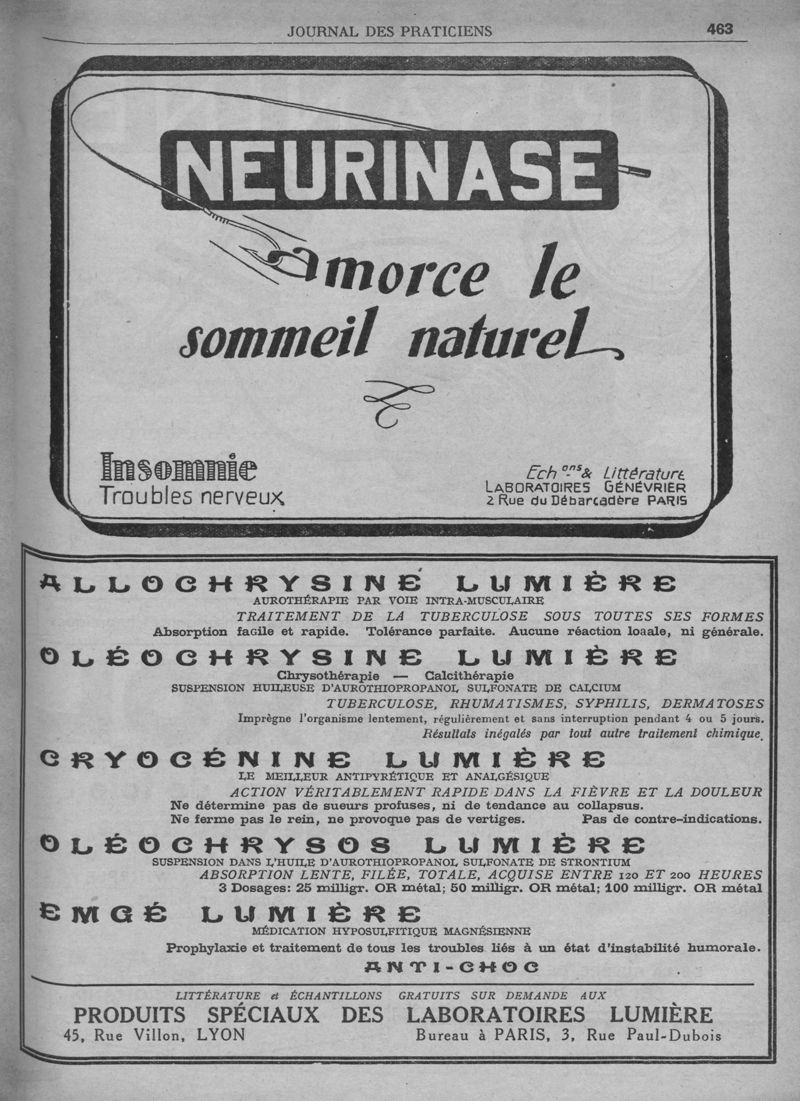 JOURNAL DES PRATICIENS 463
NEURINASE
amorce le
sommeil naturel
Insomnie
Troubles nerveux
Ech ons & Littérature
LABORATOIRES GÉNÉVRIER
2 Rue du Débarcadère PARIS
ALLOCHRYSINE LUMIÈRE
AUROTHÉRAPIE PAR VOIE INTRA-MUSCULAIRE
TRAITEMENT DE LA TUBERCULOSE SOUS TOUTES SES FORMES
Absorption facile et rapide. Tolérance parfaite. Aucune réaction loaale, ni générale.
OLÉOCHRYSINE LUMIÈRE
Chrysothérapie — Calcithérapie
SUSPENSION HUILEUSE D'AUROTHIOPROPANOL SULFONATE DE CALCIUM
TUBERCULOSE, RHUMATISMES, SYPHILIS, DERMATOSES
Imprègne l'organisme lentement, régulièrement et sans interruption pendant 4 ou 5 jours.
Résultats inégalés par tout autre traitement chimique.
CRYOGÉNINE LUMIÈRE
LE MEILLEUR ANTIPYRÉTIQUE ET ANALGÉSIQUE
ACTION VÉRITABLEMENT RAPIDE DANS LA FIÈVRE ET LA DOULEUR
Ne détermine pas de sueurs profuses, ni de tendance au collapsus.
Ne ferme pas le rein, ne provoque pas de vertiges. Pas de contre-indications.
OLÉOCHRYSOS LUMIÈRE
SUSPENSION DANS L'HUILE D'AUROTHIOPROPANOL SULFONATE DE STRONTIUM
ABSORPTION LENTE, FILÉE, TOTALE, ACQUISE ENTRE 120 ET 200 HEURES
3 Dosages: 25 milligr. OR métal; 50 milligr. OR métal; 100 milligr. OR métal
EMGÉ LUMIÈRE
MÉDICATION HYPOSULFITIQUE MAGNÉSIENNE
Prophylaxie et traitement de tous les troubles liés à un état d'instabilité humorale.
ANTI-CHOC
LITTÉRATURE et ÉCHANTILLONS GRATUITS SUR DEMANDE AUX
PRODUITS SPÉCIAUX DES LABORATOIRES LUMIÈRE
45, Rue Villon, LYON Bureau à PARIS, 3, Rue Paul-Dubois